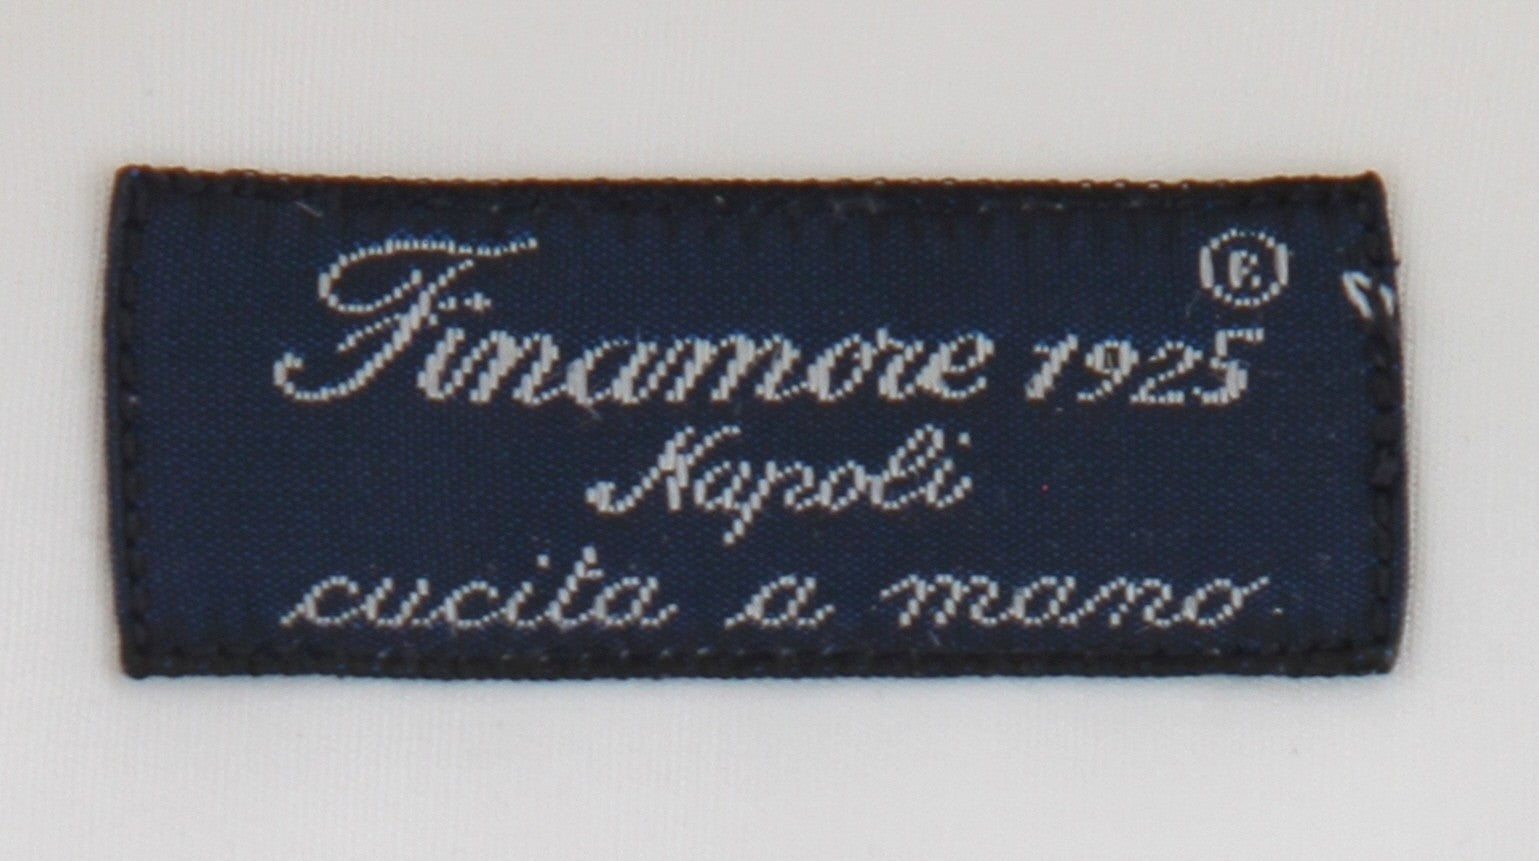 Finamore 1925®
Napoli
cucita a mano